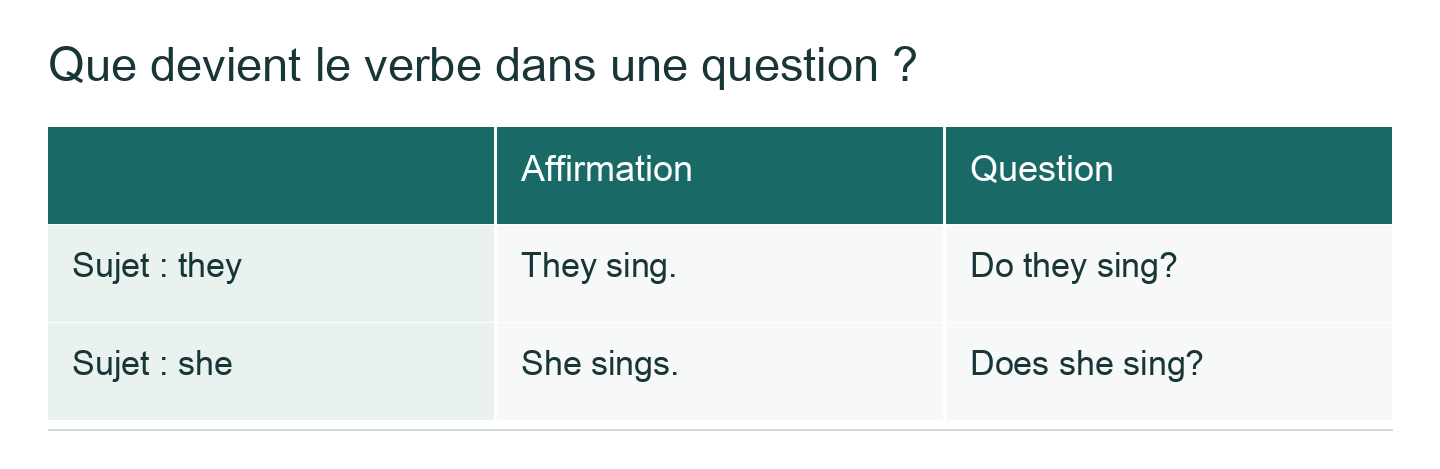 Que devient le verbe dans une question ?
Affirmation
Question
Sujet : they
They sing.
Do they sing?
Sujet : she
She sings.
Does she sing?